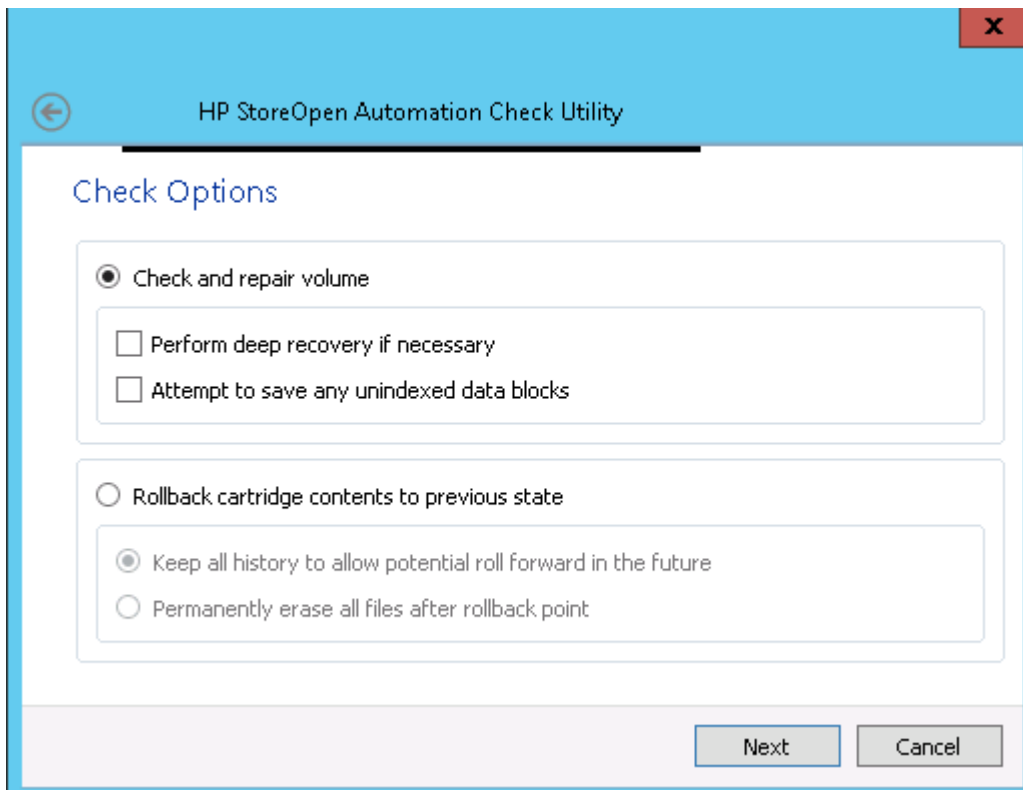 X
HP StoreOpen Automation Check Utility
Check Options
Check and repair volume
Perform deep recovery if necessary
Attempt to save any unindexed data blocks
Rollback cartridge contents to previous state
Keep all history to allow potential roll forward in the future
Permanently erase all files after rollback point
Next Cancel